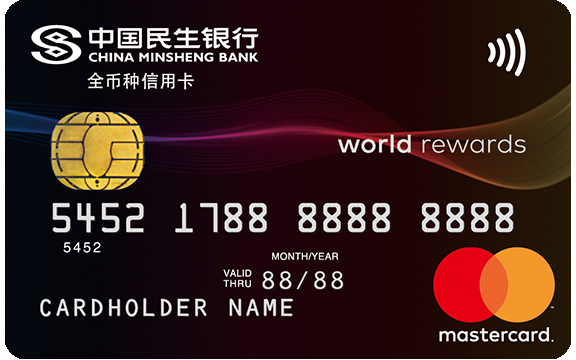 中国民生银行
CHINA MINSHENG BANK
全币种信用卡
world rewards
5452 1788 8888 8888
5452
MONTH/YEAR
VALID THRU 88/88
CARDHOLDER NAME
mastercard.